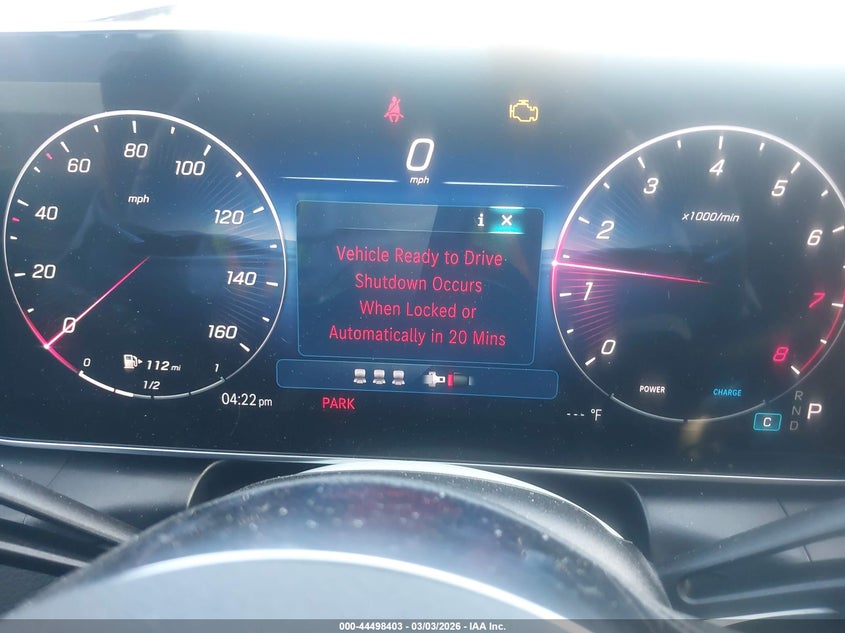 0
mph
0
20
40
60
80
100
120
140
160
mph
0
1/2
1
112 mi
04:22 pm
i ×
Vehicle Ready to Drive
Shutdown Occurs
When Locked or
Automatically in 20 Mins
PARK
---°F
0
1
2
3
4
5
6
7
8
x1000/min
POWER
CHARGE
C
R
N
D
P
000-44498403 - 03/03/2026 - IAA Inc.